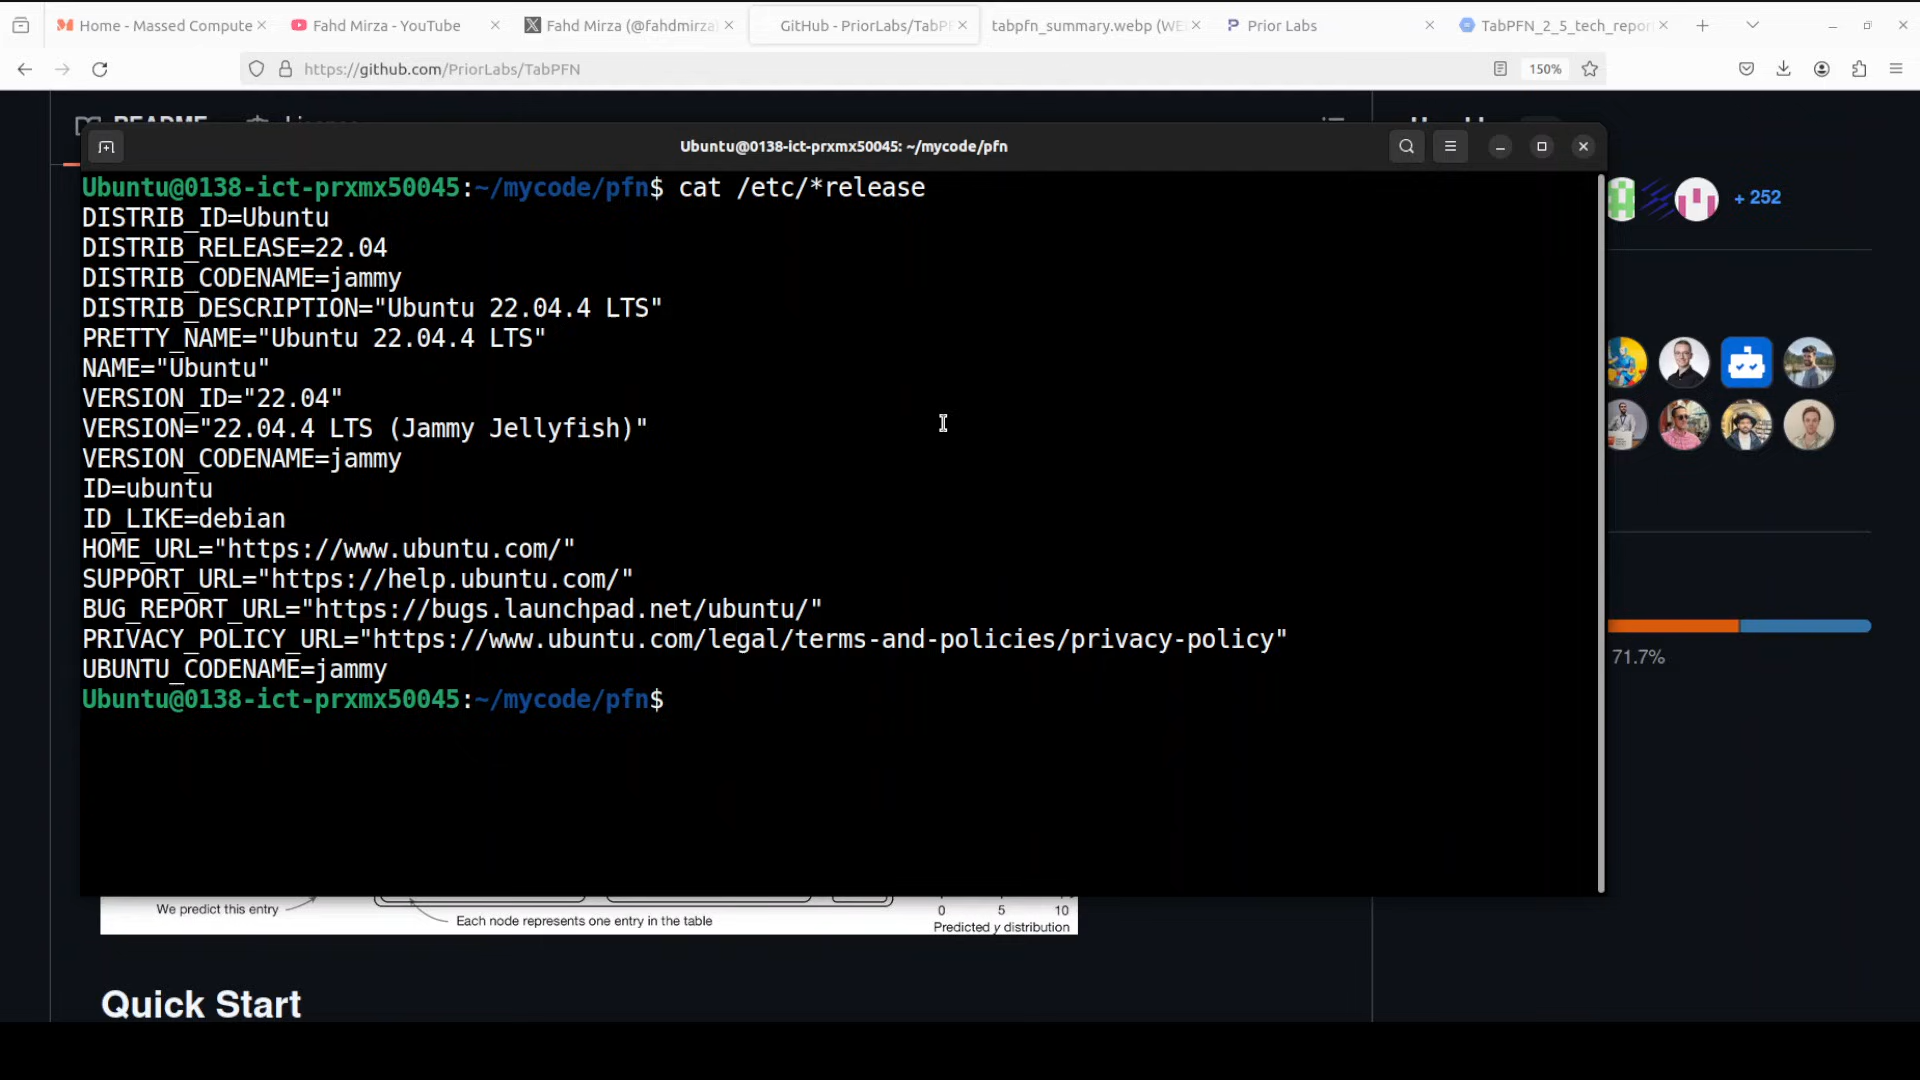 Home - Massed Compute
Fahd Mirza - YouTube
Fahd Mirza (@fahdmirza)
GitHub - PriorLabs/TabPF
tabpfn_summary.webp (WE
Prior Labs
TabPFN_2_5_tech_repor
https://github.com/PriorLabs/TabPFN
150%
README
Ubuntu@0138-ict-prxmx50045: ~/mycode/pfn
Ubuntu@0138-ict-prxmx50045:~/mycode/pfn$ cat /etc/*release
DISTRIB_ID=Ubuntu
DISTRIB_RELEASE=22.04
DISTRIB_CODENAME=jammy
DISTRIB_DESCRIPTION="Ubuntu 22.04.4 LTS"
PRETTY_NAME="Ubuntu 22.04.4 LTS"
NAME="Ubuntu"
VERSION_ID="22.04"
VERSION="22.04.4 LTS (Jammy Jellyfish)"
VERSION_CODENAME=jammy
ID=ubuntu
ID_LIKE=debian
HOME_URL="https://www.ubuntu.com/"
SUPPORT_URL="https://help.ubuntu.com/"
BUG_REPORT_URL="https://bugs.launchpad.net/ubuntu/"
PRIVACY_POLICY_URL="https://www.ubuntu.com/legal/terms-and-policies/privacy-policy"
UBUNTU_CODENAME=jammy
Ubuntu@0138-ict-prxmx50045:~/mycode/pfn$
+ 252
71.7%
We predict this entry
Each node represents one entry in the table
0 5 10
Predicted y distribution
Quick Start